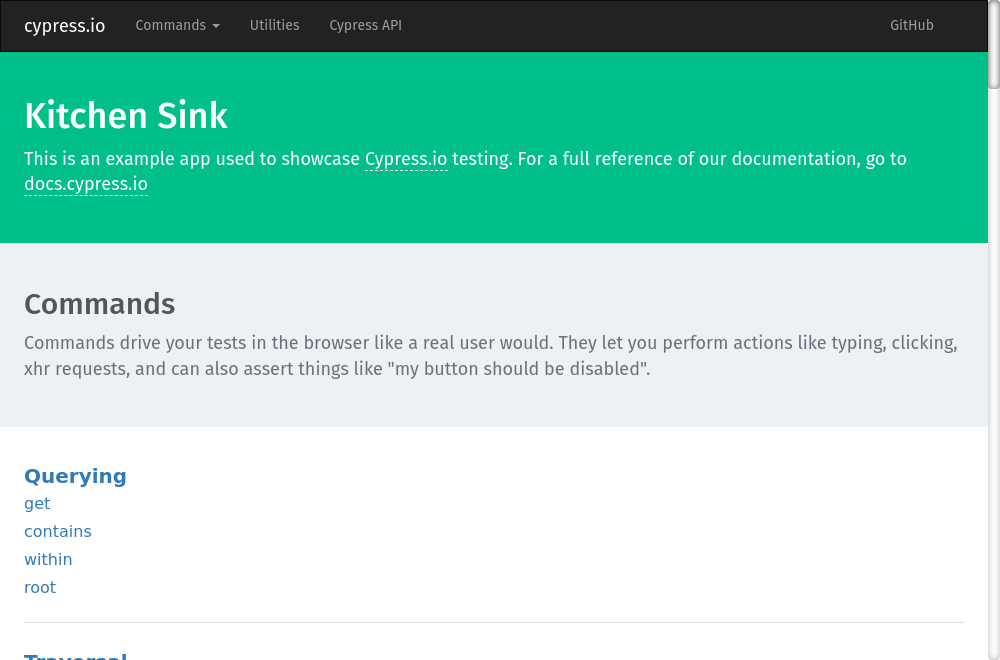 cypress.io Commands Utilities Cypress API GitHub
Kitchen Sink
This is an example app used to showcase Cypress.io testing. For a full reference of our documentation, go to
docs.cypress.io
Commands
Commands drive your tests in the browser like a real user would. They let you perform actions like typing, clicking,
xhr requests, and can also assert things like "my button should be disabled".
Querying
get
contains
within
root
Traversal